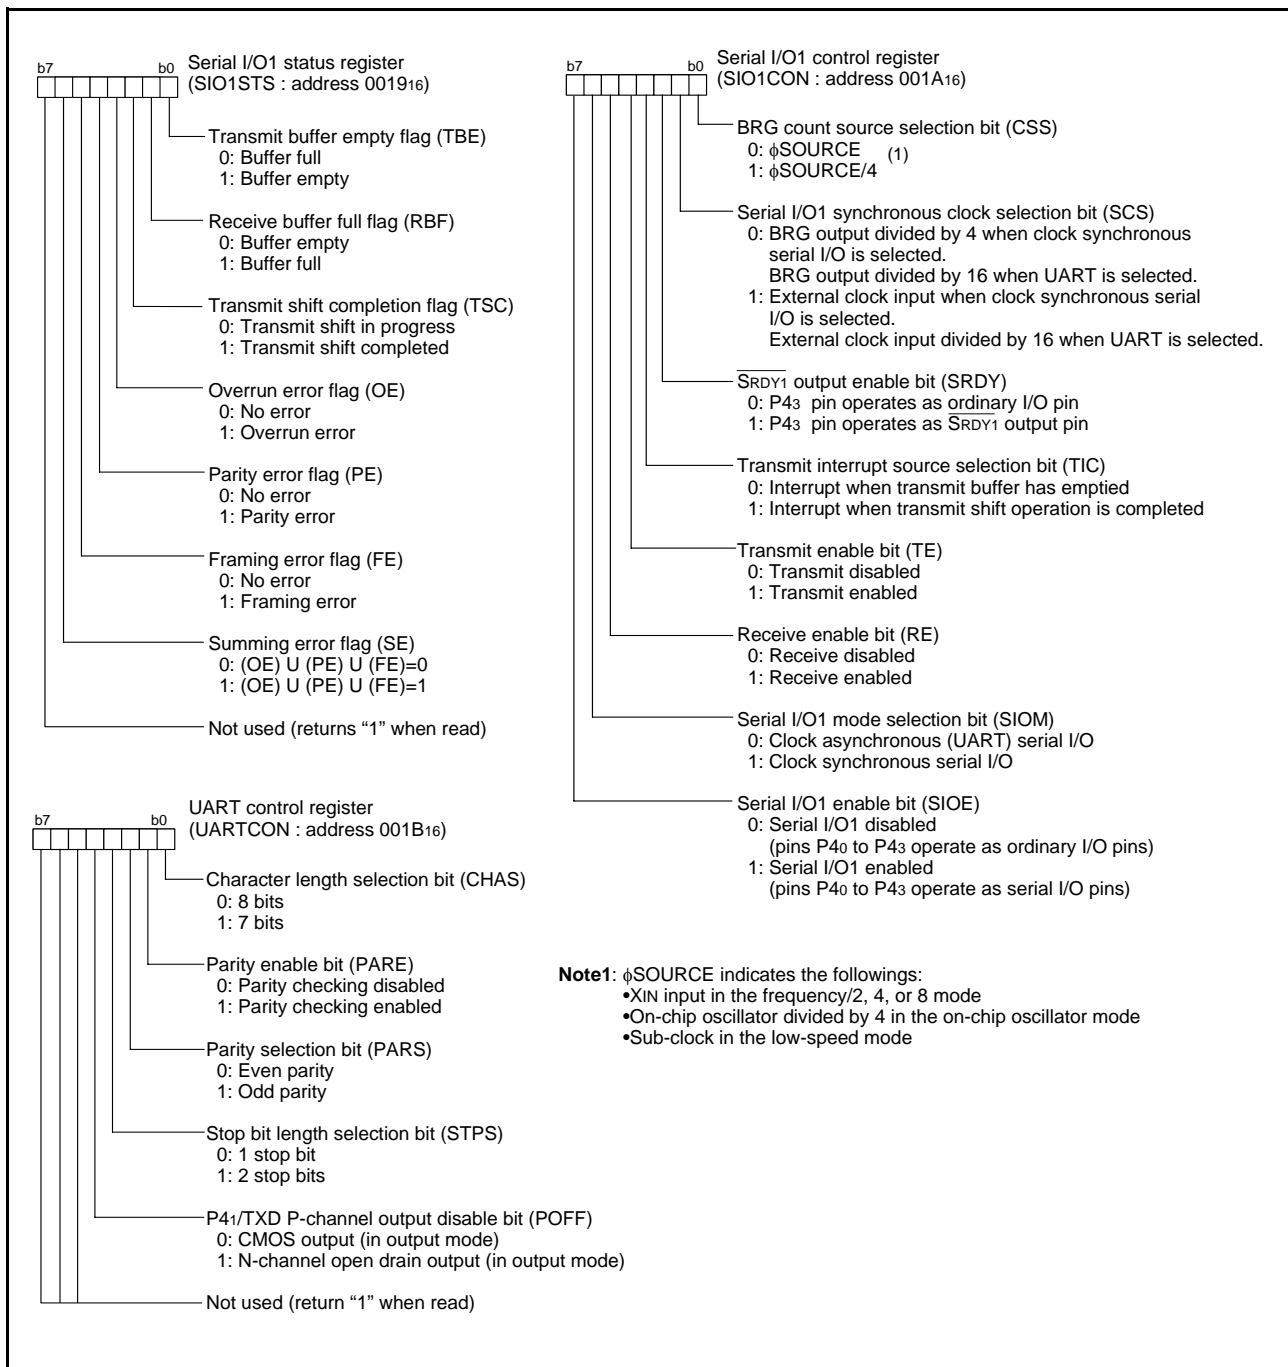 Serial I/O1 status register
(SIO1STS : address 001916)
b7 b0
Transmit buffer empty flag (TBE)
0: Buffer full
1: Buffer empty
Receive buffer full flag (RBF)
0: Buffer empty
1: Buffer full
Transmit shift completion flag (TSC)
0: Transmit shift in progress
1: Transmit shift completed
Overrun error flag (OE)
0: No error
1: Overrun error
Parity error flag (PE)
0: No error
1: Parity error
Framing error flag (FE)
0: No error
1: Framing error
Summing error flag (SE)
0: (OE) U (PE) U (FE)=0
1: (OE) U (PE) U (FE)=1
Not used (returns “1” when read)
UART control register
(UARTCON : address 001B16)
b7 b0
Character length selection bit (CHAS)
0: 8 bits
1: 7 bits
Parity enable bit (PARE)
0: Parity checking disabled
1: Parity checking enabled
Parity selection bit (PARS)
0: Even parity
1: Odd parity
Stop bit length selection bit (STPS)
0: 1 stop bit
1: 2 stop bits
P41/TXD P-channel output disable bit (POFF)
0: CMOS output (in output mode)
1: N-channel open drain output (in output mode)
Not used (return “1” when read)
Serial I/O1 control register
(SIO1CON : address 001A16)
b7 b0
BRG count source selection bit (CSS)
0: ϕSOURCE (1)
1: ϕSOURCE/4
Serial I/O1 synchronous clock selection bit (SCS)
0: BRG output divided by 4 when clock synchronous
serial I/O is selected.
BRG output divided by 16 when UART is selected.
1: External clock input when clock synchronous serial
I/O is selected.
External clock input divided by 16 when UART is selected.
SRDY1 output enable bit (SRDY)
0: P43 pin operates as ordinary I/O pin
1: P43 pin operates as SRDY1 output pin
Transmit interrupt source selection bit (TIC)
0: Interrupt when transmit buffer has emptied
1: Interrupt when transmit shift operation is completed
Transmit enable bit (TE)
0: Transmit disabled
1: Transmit enabled
Receive enable bit (RE)
0: Receive disabled
1: Receive enabled
Serial I/O1 mode selection bit (SIOM)
0: Clock asynchronous (UART) serial I/O
1: Clock synchronous serial I/O
Serial I/O1 enable bit (SIOE)
0: Serial I/O1 disabled
(pins P40 to P43 operate as ordinary I/O pins)
1: Serial I/O1 enabled
(pins P40 to P43 operate as serial I/O pins)
Note1: ϕSOURCE indicates the followings:
•XIN input in the frequency/2, 4, or 8 mode
•On-chip oscillator divided by 4 in the on-chip oscillator mode
•Sub-clock in the low-speed mode